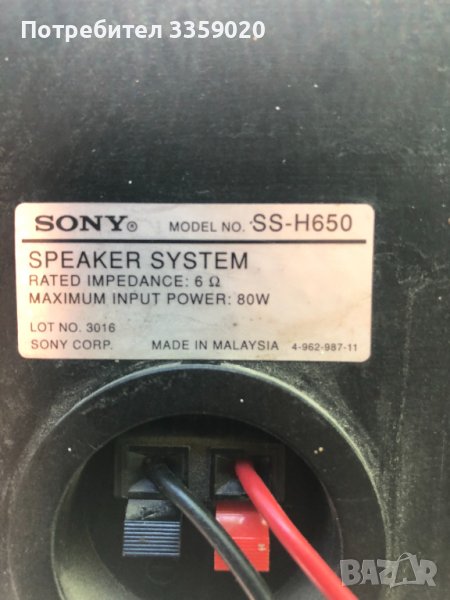 Потребител 3359020
SONY® MODEL NO. SS-H650
SPEAKER SYSTEM
RATED IMPEDANCE: 6 Ω
MAXIMUM INPUT POWER: 80W
LOT NO. 3016
SONY CORP. MADE IN MALAYSIA 4-962-987-11
BAZAR